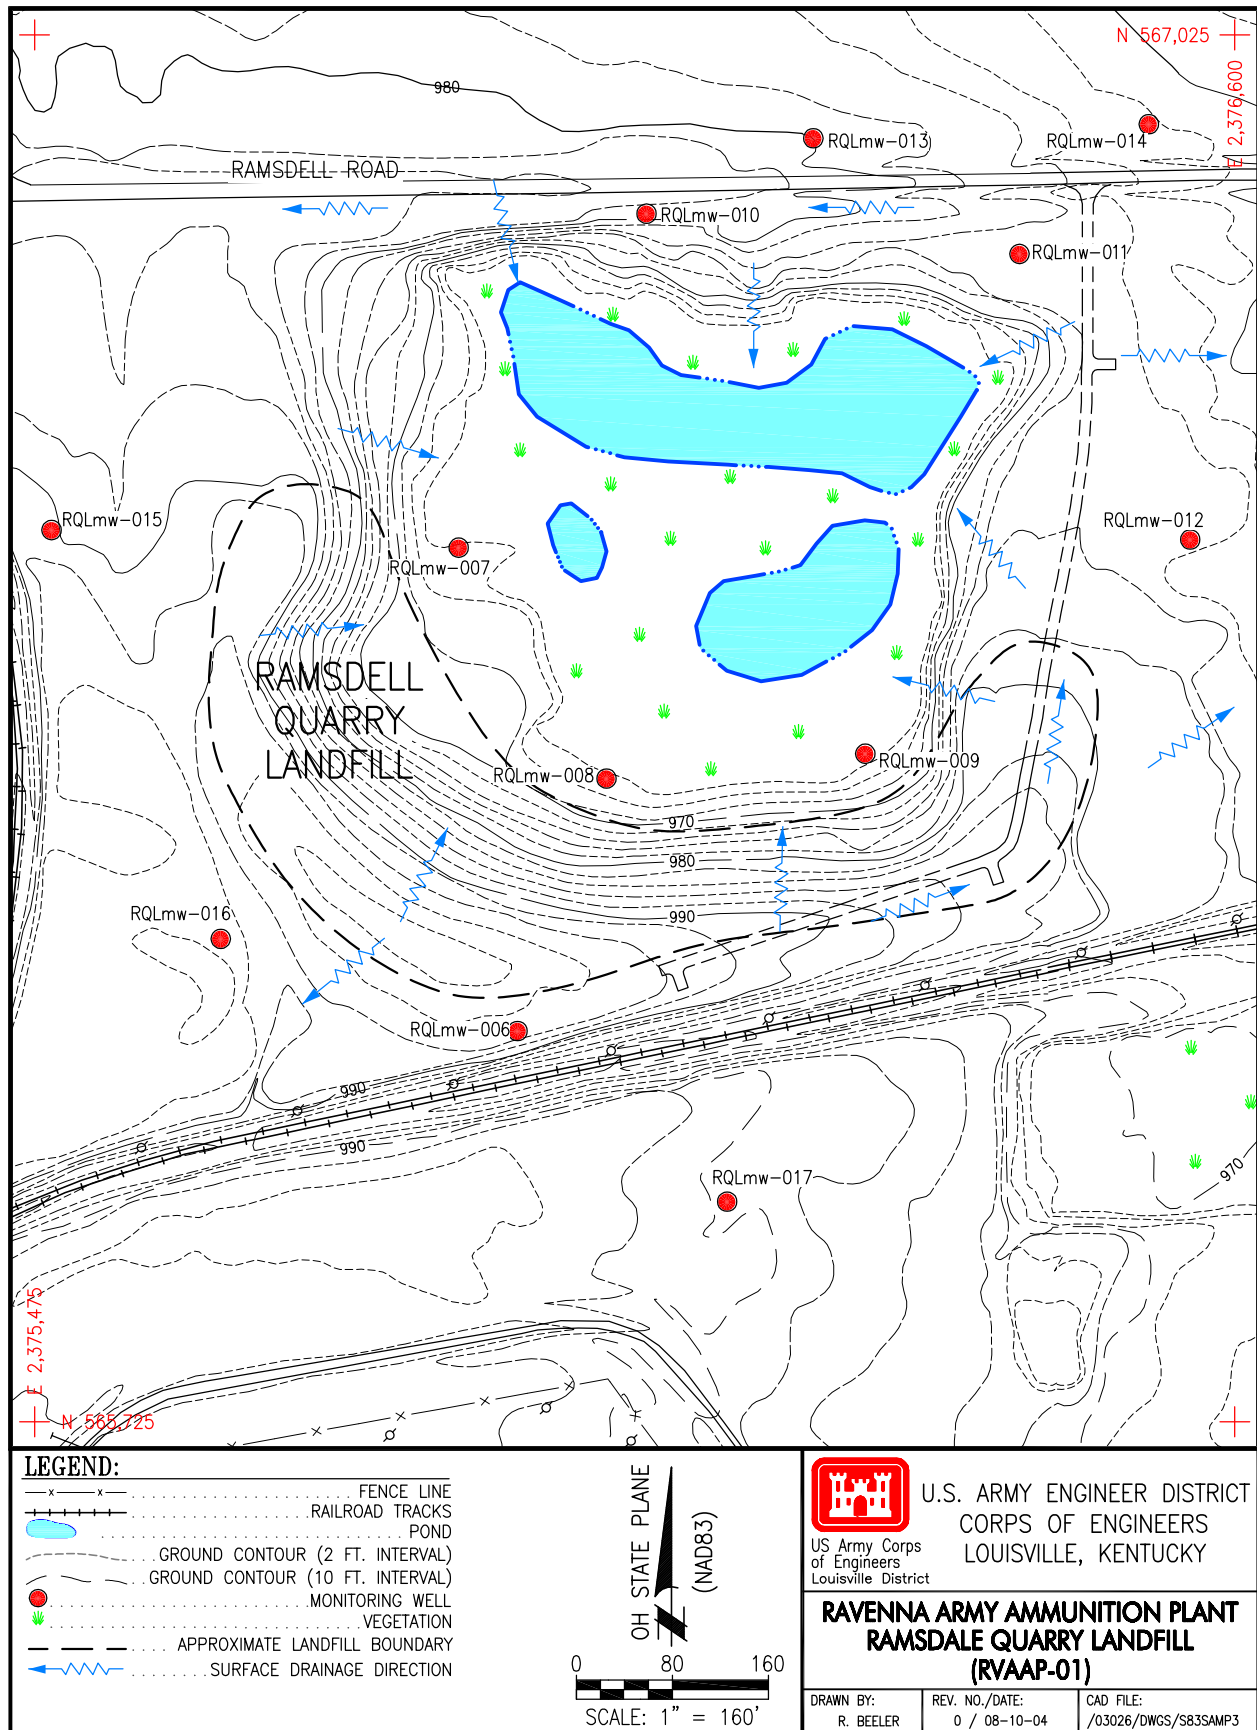 N 567,025
E 2,376,600
980
RQLmw-013
RQLmw-014
RAMSDELL ROAD
RQLmw-010
RQLmw-011
RQLmw-015
RQLmw-012
RQLmw-007
RAMSDELL
QUARRY
LANDFILL
RQLmw-008
RQLmw-009
970
980
990
RQLmw-016
RQLmw-006
990
990
RQLmw-017
970
E 2,375,475
N 565,725
LEGEND:
FENCE LINE
RAILROAD TRACKS
POND
GROUND CONTOUR (2 FT. INTERVAL)
GROUND CONTOUR (10 FT. INTERVAL)
MONITORING WELL
VEGETATION
APPROXIMATE LANDFILL BOUNDARY
SURFACE DRAINAGE DIRECTION
OH STATE PLANE
(NAD83)
0 80 160
SCALE: 1" = 160'
US Army Corps
of Engineers
Louisville District
U.S. ARMY ENGINEER DISTRICT
CORPS OF ENGINEERS
LOUISVILLE, KENTUCKY
RAVENNA ARMY AMMUNITION PLANT
RAMSDALE QUARRY LANDFILL
(RVAAP-01)
DRAWN BY:
R. BEELER
REV. NO./DATE:
0 / 08-10-04
CAD FILE:
/03026/DWGS/S83SAMP3